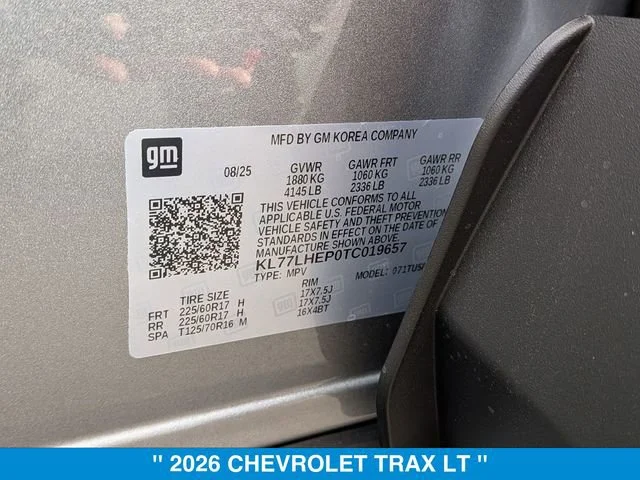 gm
MFD BY GM KOREA COMPANY
08/25 GVWR GAWR FRT GAWR RR
1880 KG 1060 KG 1060 KG
4145 LB 2336 LB 2336 LB
THIS VEHICLE CONFORMS TO ALL
APPLICABLE U.S. FEDERAL MOTOR
VEHICLE SAFETY AND THEFT PREVENTION
STANDARDS IN EFFECT ON THE DATE OF
MANUFACTURE SHOWN ABOVE.
KL77LHEP0TC019657
TYPE: MPV MODEL:
TIRE SIZE RIM
FRT 225/60R17 H 17X7.5J
RR 225/60R17 H 17X7.5J
SPA T125/70R16 M 16X4BT
" 2026 CHEVROLET TRAX LT "